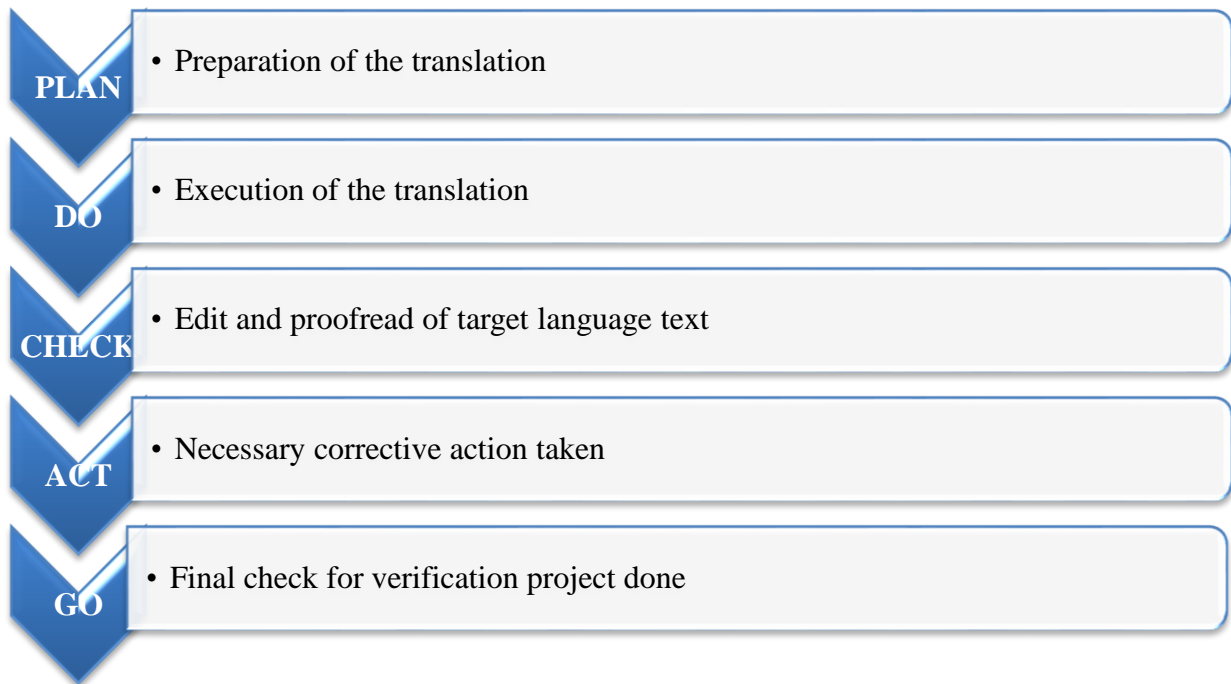 PLAN
• Preparation of the translation
DO
• Execution of the translation
CHECK
• Edit and proofread of target language text
ACT
• Necessary corrective action taken
GO
• Final check for verification project done